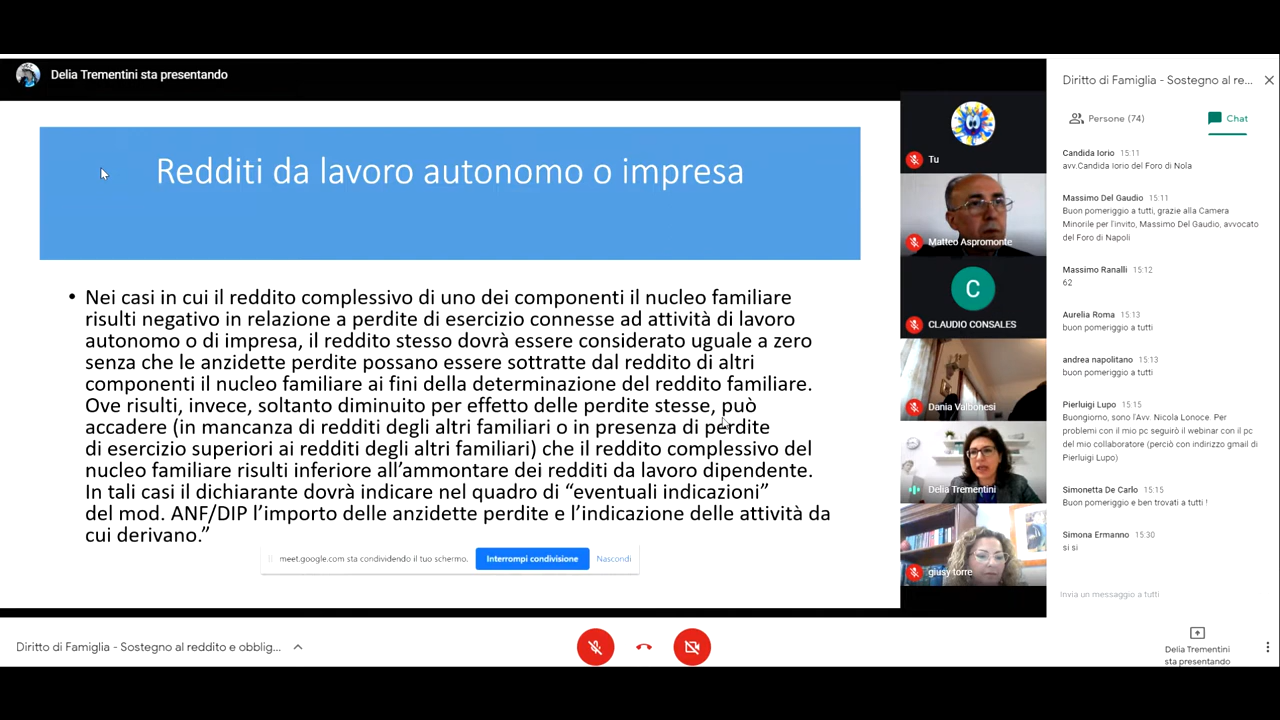 Delia Trementini sta presentando
Redditi da lavoro autonomo o impresa
• Nei casi in cui il reddito complessivo di uno dei componenti il nucleo familiare
risulti negativo in relazione a perdite di esercizio connesse ad attività di lavoro
autonomo o di impresa, il reddito stesso dovrà essere considerato uguale a zero
senza che le anzidette perdite possano essere sottratte dal reddito di altri
componenti il nucleo familiare ai fini della determinazione del reddito familiare.
Ove risulti, invece, soltanto diminuito per effetto delle perdite stesse, può
accadere (in mancanza di redditi degli altri familiari o in presenza di perdite
di esercizio superiori ai redditi degli altri familiari) che il reddito complessivo del
nucleo familiare risulti inferiore all’ammontare dei redditi da lavoro dipendente.
In tali casi il dichiarante dovrà indicare nel quadro di “eventuali indicazioni”
del mod. ANF/DIP l’importo delle anzidette perdite e l’indicazione delle attività da
cui derivano.”
meet.google.com sta condividendo il tuo schermo.
Interrompi condivisione
Nascondi
Tu
Matteo Aspromonte
C
CLAUDIO CONSALES
Dania Valbonesi
Delia Trementini
giusy torre
Diritto di Famiglia - Sostegno al re...
Persone (74)
Chat
Candida Iorio 15:11
avv.Candida Iorio del Foro di Nola
Massimo Del Gaudio 15:11
Buon pomeriggio a tutti, grazie alla Camera
Minorile per l'invito, Massimo Del Gaudio, avvocato
del Foro di Napoli
Massimo Ranalli 15:12
62
Aurelia Roma 15:13
buon pomeriggio a tutti
andrea napolitano 15:13
buon pomeriggio a tutti
Pierluigi Lupo 15:15
Buongiorno, sono l'Avv. Nicola Lonoce. Per
problemi con il mio pc seguirò il webinar con il pc
del mio collaboratore (perciò con indirizzo gmail di
Pierluigi Lupo)
Simonetta De Carlo 15:15
Buon pomeriggio e ben trovati a tutti !
Simona Ermanno 15:30
si si
Invia un messaggio a tutti
Diritto di Famiglia - Sostegno al reddito e obblig...
Delia Trementini
sta presentando